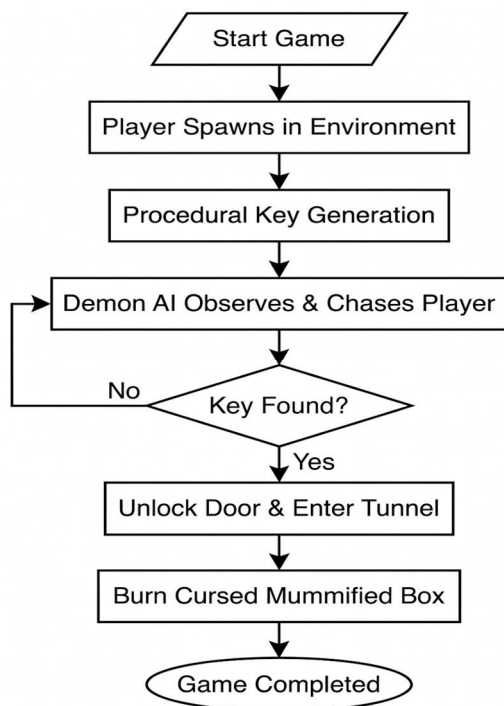 Start Game
Player Spawns in Environment
Procedural Key Generation
Demon AI Observes & Chases Player
No
Key Found?
Yes
Unlock Door & Enter Tunnel
Burn Cursed Mummified Box
Game Completed